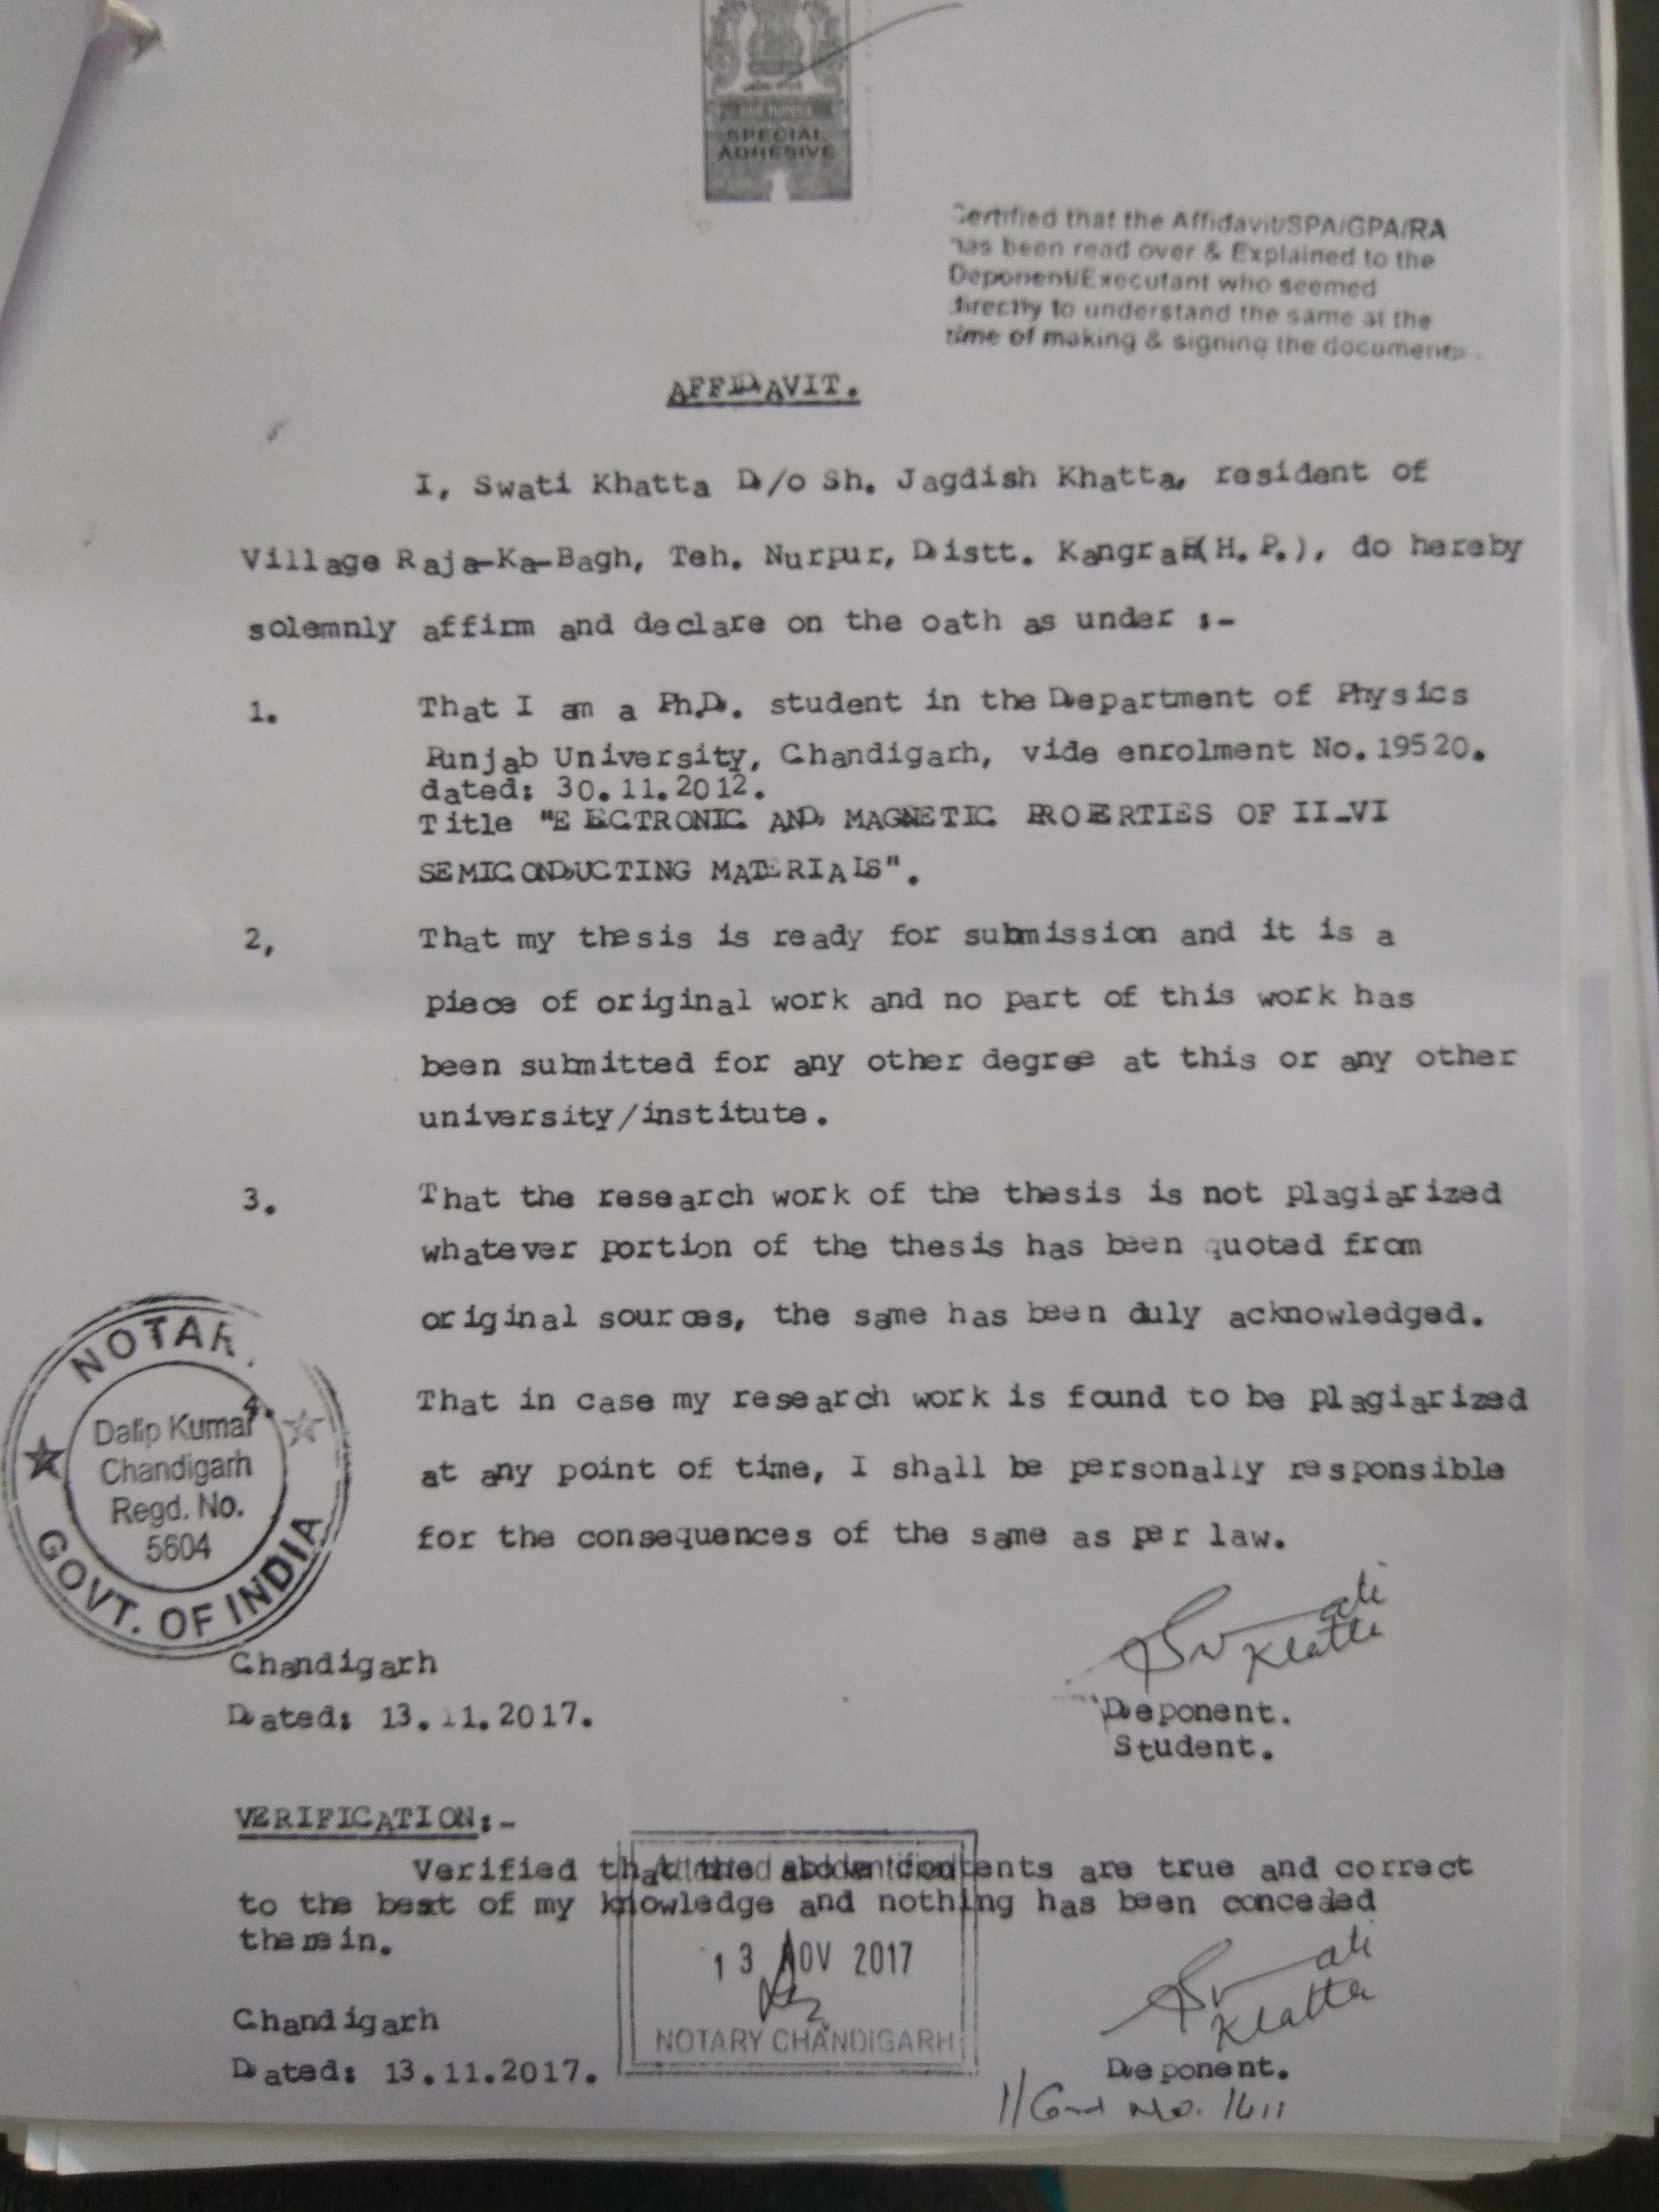 SPECIAL
ADHESIVE
Certified that the Affidavit/SPA/GPA/RA
has been read over & Explained to the
Deponent/Executant who seemed
directly to understand the same at the
time of making & signing the documents.
AFFIDAVIT.
I, Swati Khatta D/o Sh. Jagdish Khatta, resident of
Village Raja-Ka-Bagh, Teh. Nurpur, Distt. Kangra (H.P.), do hereby
solemnly affirm and declare on the oath as under :-
1. That I am a Ph.D. student in the Department of Physics
Punjab University, Chandigarh, vide enrolment No.19520.
dated: 30.11.2012.
Title "ELECTRONIC AND MAGNETIC PROERTIES OF II-VI
SEMICONDUCTING MATERIALS".
2, That my thesis is ready for submission and it is a
piece of original work and no part of this work has
been submitted for any other degree at this or any other
university/institute.
3. That the research work of the thesis is not plagiarized
whatever portion of the thesis has been quoted from
original sources, the same has been duly acknowledged.
4. That in case my research work is found to be plagiarized
at any point of time, I shall be personally responsible
for the consequences of the same as per law.
NOTAR
Dalip Kumar
Chandigarh
Regd. No.
5604
GOVT. OF INDIA
Swati
Khatta
Chandigarh
Dated: 13.11.2017.
Deponent.
Student.
VERIFICATION:-
Verified that the above contents are true and correct
to the best of my knowledge and nothing has been concealed
therein.
Attested
13 NOV 2017
NOTARY CHANDIGARH
Swati
Khatta
Chandigarh
Dated: 13.11.2017.
Deponent.
No. 1611